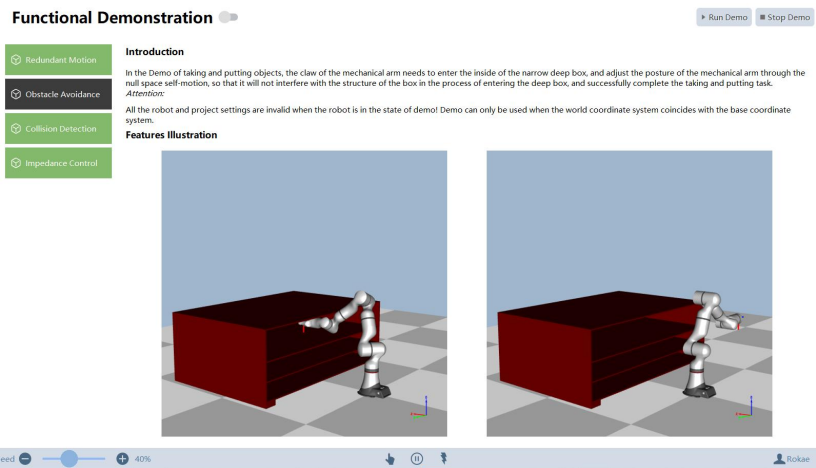 Functional Demonstration
Run Demo
Stop Demo
Redundant Motion
Obstacle Avoidance
Collision Detection
Impedance Control
Introduction
In the Demo of taking and putting objects, the claw of the mechanical arm needs to enter the inside of the narrow deep box, and adjust the posture of the mechanical arm through the
null space self-motion, so that it will not interfere with the structure of the box in the process of entering the deep box, and successfully complete the taking and putting task.
Attention:
All the robot and project settings are invalid when the robot is in the state of demo! Demo can only be used when the world coordinate system coincides with the base coordinate
system.
Features Illustration
eed
40%
Rokae